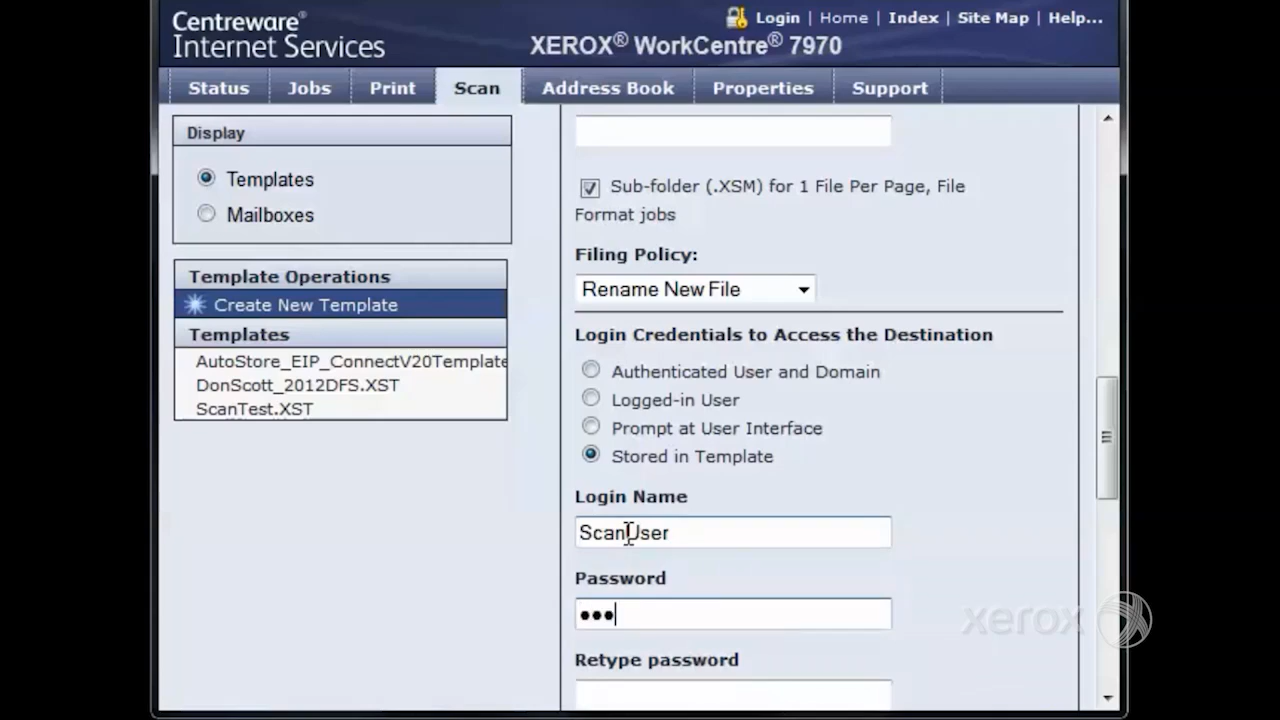 Centreware®
Internet Services
Login | Home | Index | Site Map | Help...
XEROX® WorkCentre® 7970
Status
Jobs
Print
Scan
Address Book
Properties
Support
Display
Templates
Mailboxes
Template Operations
Create New Template
Templates
AutoStore_EIP_ConnectV20Template
DonScott_2012DFS.XST
ScanTest.XST
Sub-folder (.XSM) for 1 File Per Page, File
Format jobs
Filing Policy:
Rename New File
Login Credentials to Access the Destination
Authenticated User and Domain
Logged-in User
Prompt at User Interface
Stored in Template
Login Name
ScanUser
Password
•••
Retype password
xerox